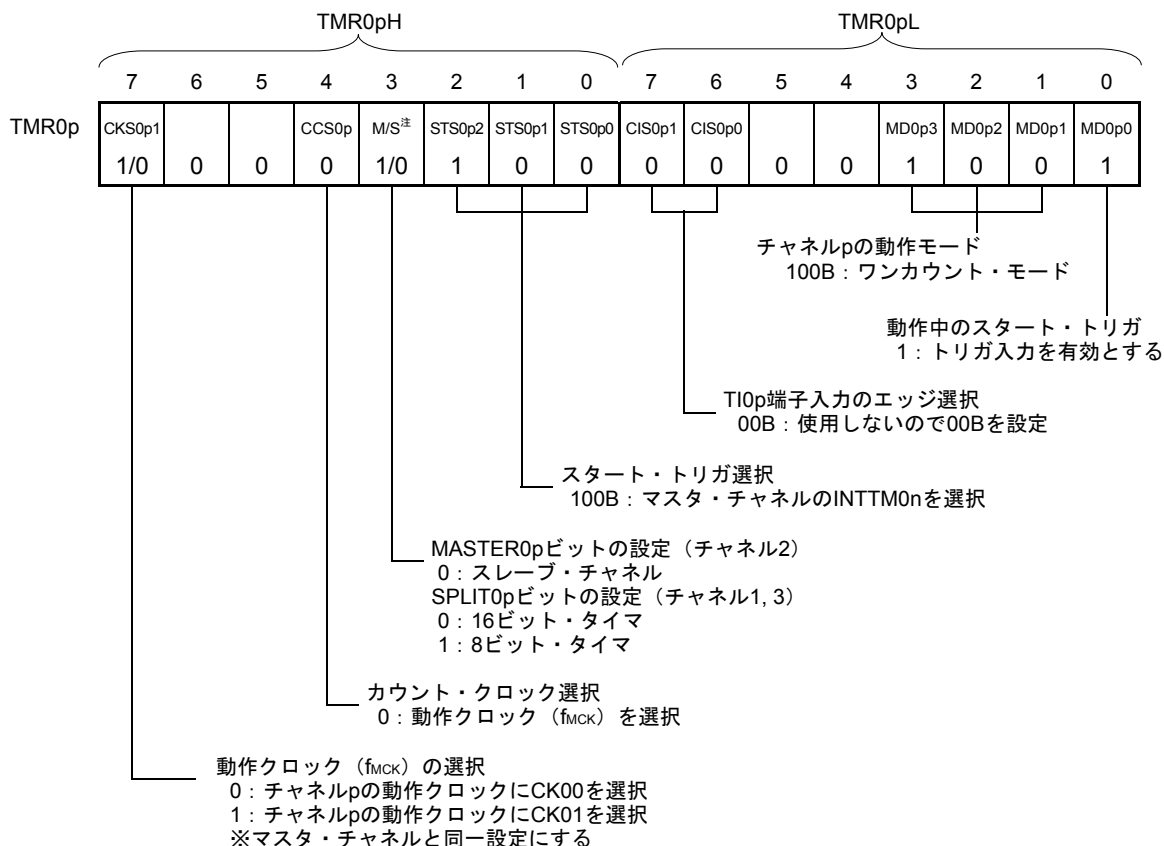 TMR0pH TMR0pL
7 6 5 4 3 2 1 0 7 6 5 4 3 2 1 0
TMR0p CKS0p1 CCS0p M/S注 STS0p2 STS0p1 STS0p0 CIS0p1 CIS0p0 MD0p3 MD0p2 MD0p1 MD0p0
1/0 0 0 0 1/0 1 0 0 0 0 0 0 1 0 0 1
チャネルpの動作モード
100B：ワンカウント・モード
動作中のスタート・トリガ
1：トリガ入力を有効とする
TI0p端子入力のエッジ選択
00B：使用しないので00Bを設定
スタート・トリガ選択
100B：マスタ・チャネルのINTTM0nを選択
MASTER0pビットの設定（チャネル2）
0：スレーブ・チャネル
SPLIT0pビットの設定（チャネル1, 3）
0：16ビット・タイマ
1：8ビット・タイマ
カウント・クロック選択
0：動作クロック（fMCK）を選択
動作クロック（fMCK）の選択
0：チャネルpの動作クロックにCK00を選択
1：チャネルpの動作クロックにCK01を選択
※マスタ・チャネルと同一設定にする